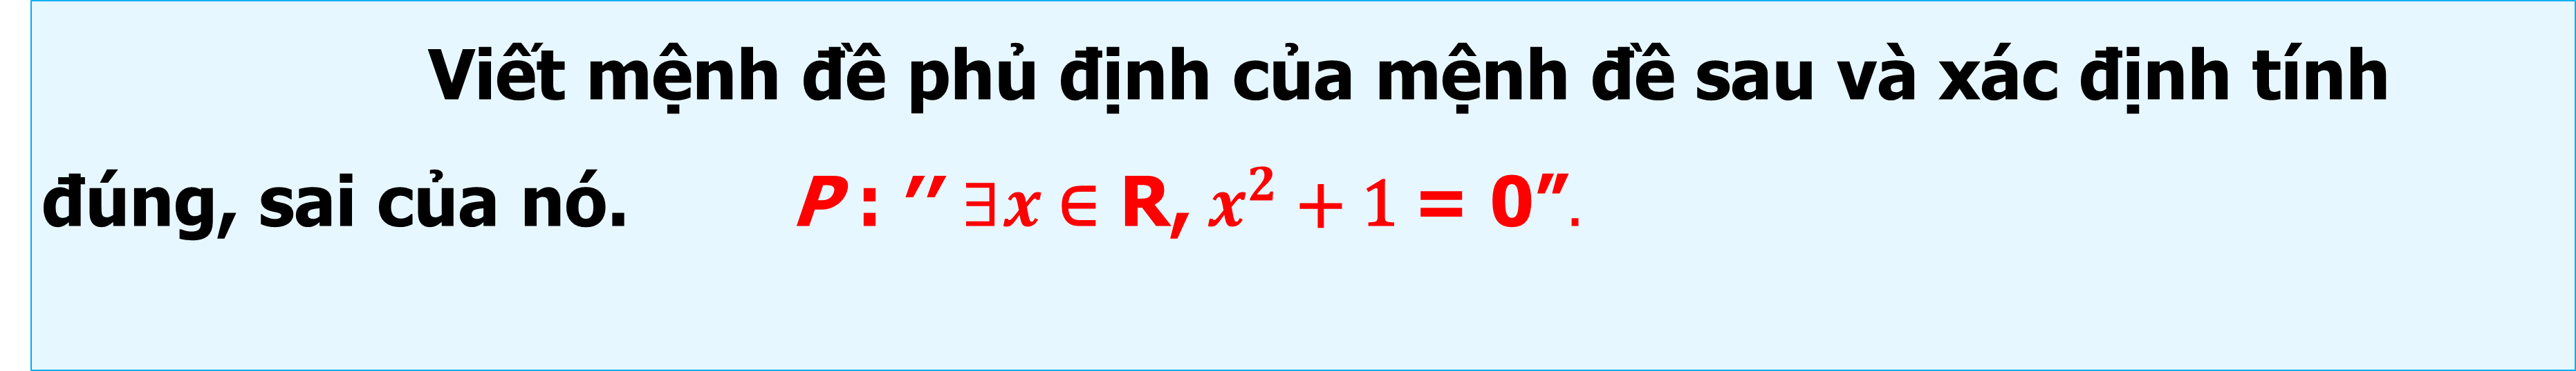 Viết mệnh đề phủ định của mệnh đề sau và xác định tính
đúng, sai của nó. P: ″ ∃x ∈ R, x² + 1 = 0″.